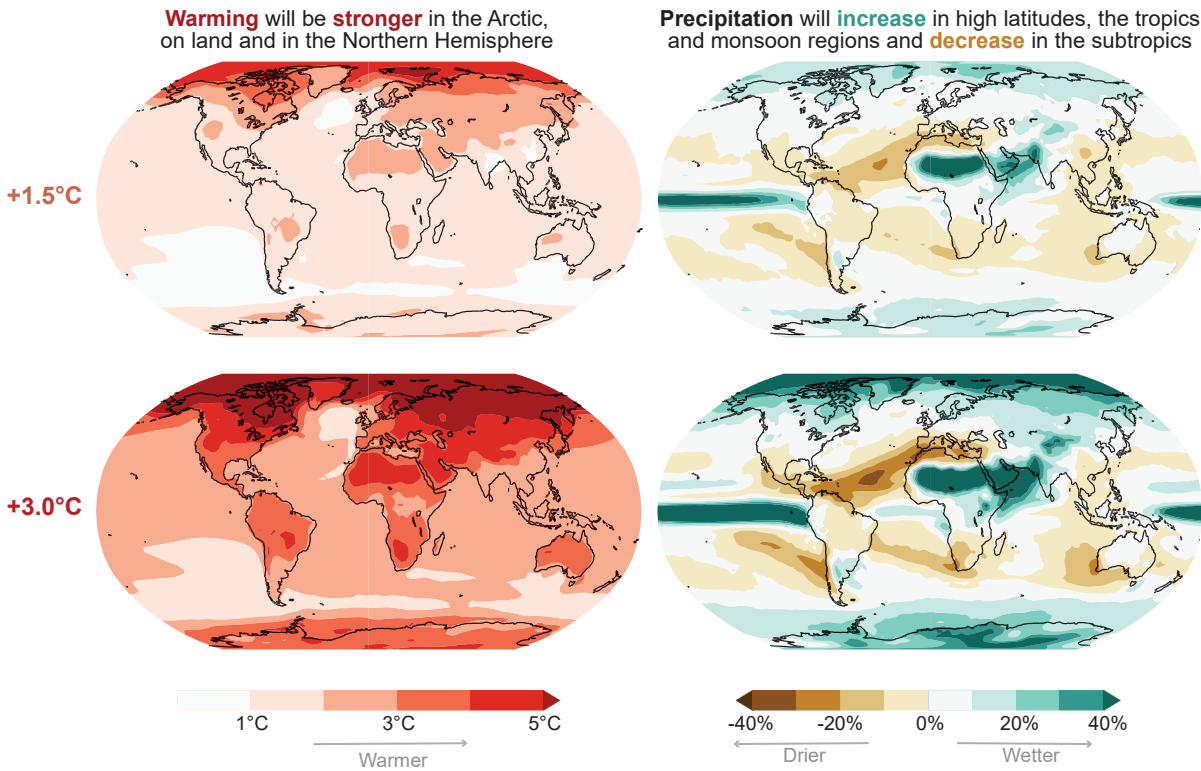 Warming will be stronger in the Arctic,
on land and in the Northern Hemisphere
Precipitation will increase in high latitudes, the tropics
and monsoon regions and decrease in the subtropics
+1.5°C
+3.0°C
1°C 3°C 5°C
Warmer
-40% -20% 0% 20% 40%
Drier Wetter